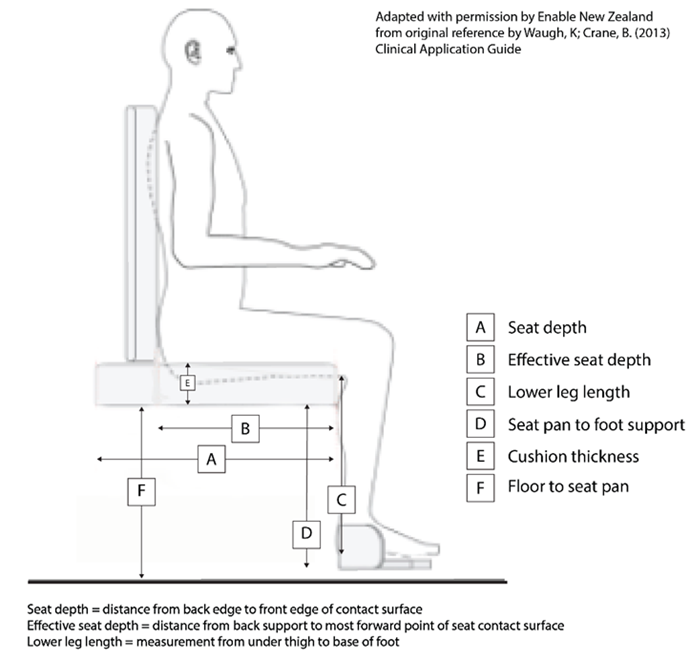 Adapted with permission by Enable New Zealand
from original reference by Waugh, K; Crane, B. (2013)
Clinical Application Guide
A Seat depth
B Effective seat depth
C Lower leg length
D Seat pan to foot support
E Cushion thickness
F Floor to seat pan
E
B
A
F
C
D
Seat depth = distance from back edge to front edge of contact surface
Effective seat depth = distance from back support to most forward point of seat contact surface
Lower leg length = measurement from under thigh to base of foot